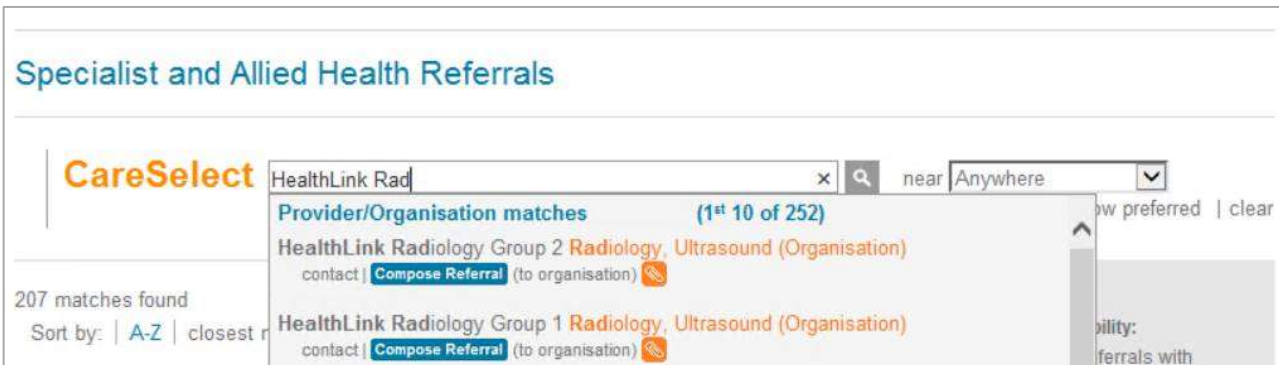 Specialist and Allied Health Referrals
CareSelect HealthLink Rad × near Anywhere
Provider/Organisation matches (1st 10 of 252)
preferred | clear
HealthLink Radiology Group 2 Radiology, Ultrasound (Organisation)
contact | Compose Referral (to organisation)
207 matches found
HealthLink Radiology Group 1 Radiology, Ultrasound (Organisation)
Sort by: | A-Z | closest
contact | Compose Referral (to organisation)
with